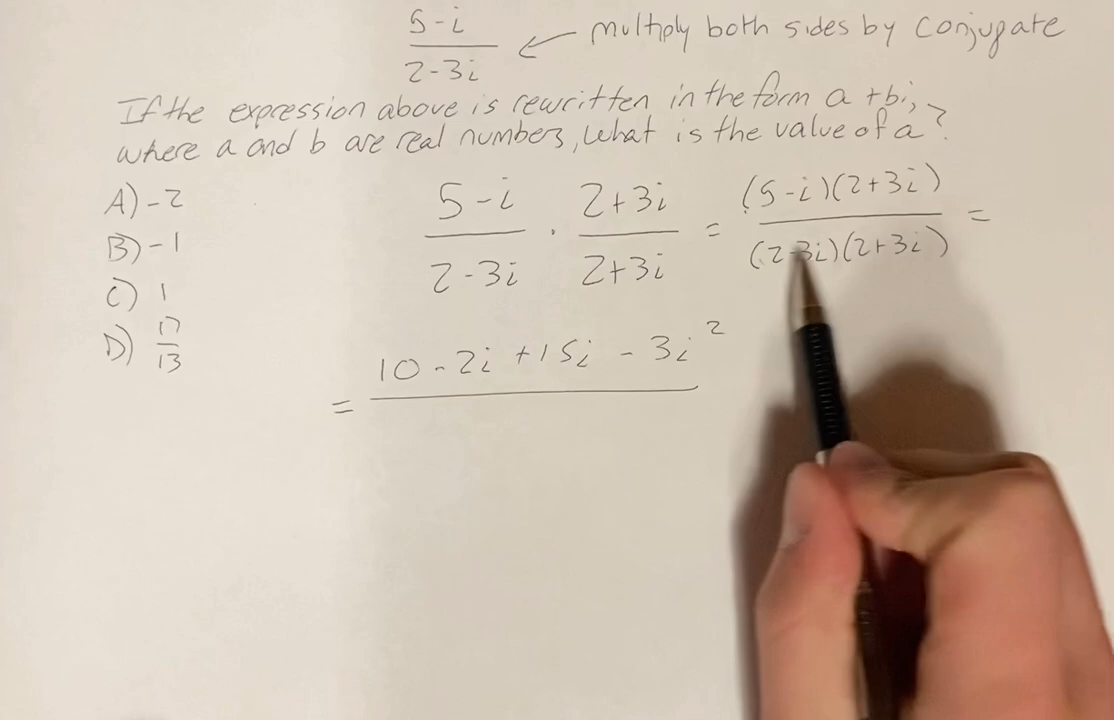 5-i
2-3i
multiply both sides by conjugate
If the expression above is rewritten in the form a +bi,
where a and b are real numbers, what is the value of a?
A) -2
B) -1
C) 1
D) 17
13
5-i · 2+3i = (5-i)(2+3i) =
2-3i 2+3i (2-3i)(2+3i)
= 10-2i +15i -3i²